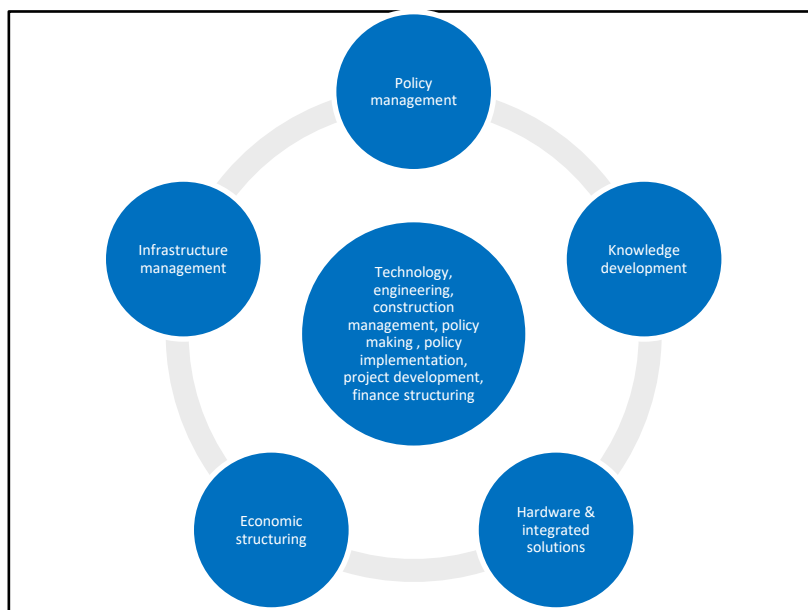 Policy
management
Infrastructure
management
Knowledge
development
Technology,
engineering,
construction
management, policy
making , policy
implementation,
project development,
finance structuring
Economic
structuring
Hardware &
integrated
solutions